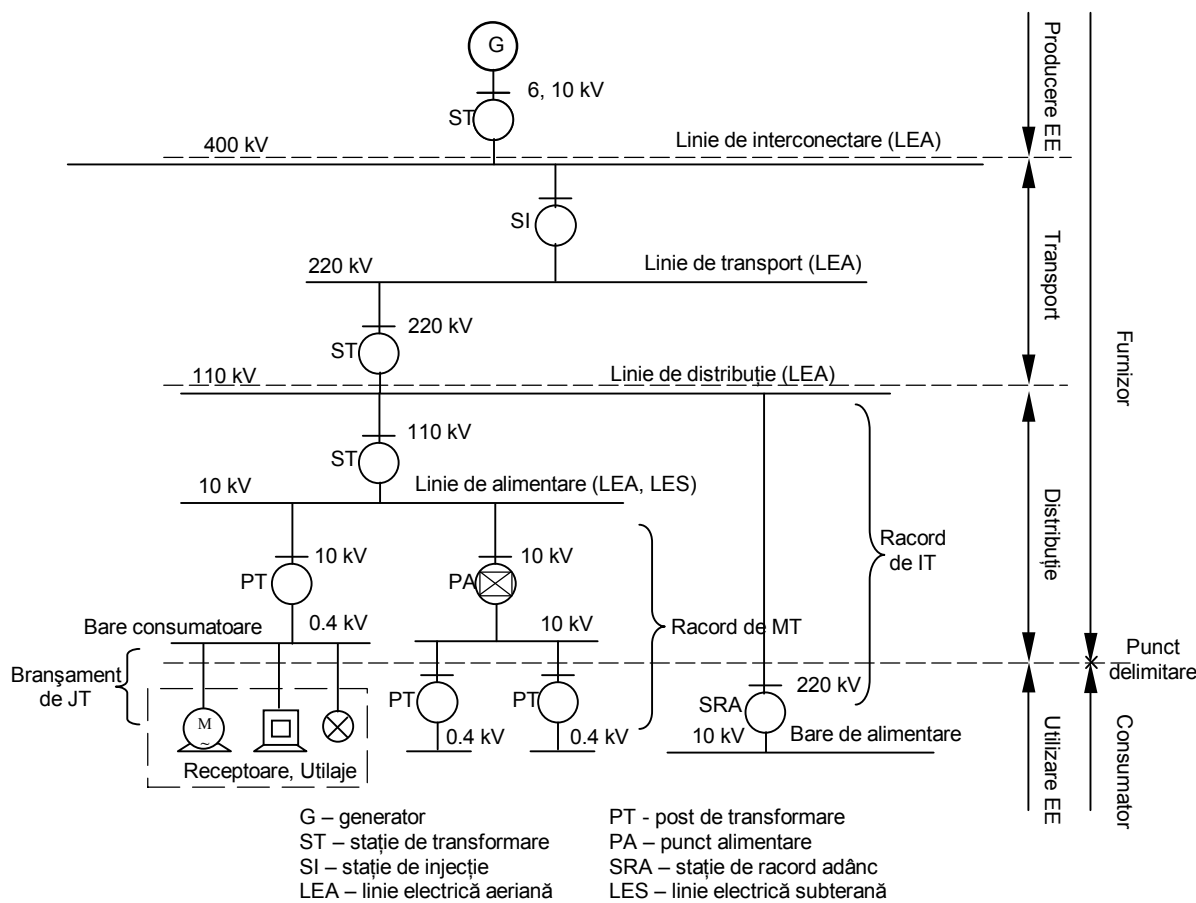 G
6, 10 kV
ST
Producere EE
400 kV
Linie de interconectare (LEA)
SI
Transport
220 kV
Linie de transport (LEA)
220 kV
ST
Furnizor
110 kV
Linie de distribuție (LEA)
110 kV
ST
10 kV
Linie de alimentare (LEA, LES)
Distribuție
Racord
de IT
10 kV
PT
10 kV
PA
0.4 kV
Bare consumatoare
10 kV
Racord de MT
Branşament
de JT
Punct
delimitare
PT
PT
220 kV
SRA
M
~
0.4 kV
0.4 kV
10 kV
Bare de alimentare
Receptoare, Utilaje
Utilizare EE
Consumator
G – generator
ST – stație de transformare
SI – stație de injecție
LEA – linie electrică aeriană
PT - post de transformare
PA – punct alimentare
SRA – stație de racord adânc
LES – linie electrică subterană